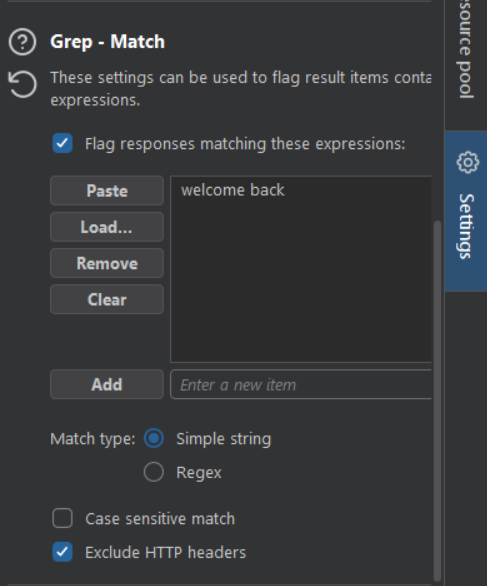 Grep - Match
These settings can be used to flag result items conta
expressions.
Flag responses matching these expressions:
Paste
welcome back
Load...
Remove
Clear
Add
Enter a new item
Match type:
Simple string
Regex
Case sensitive match
Exclude HTTP headers
source pool
Settings